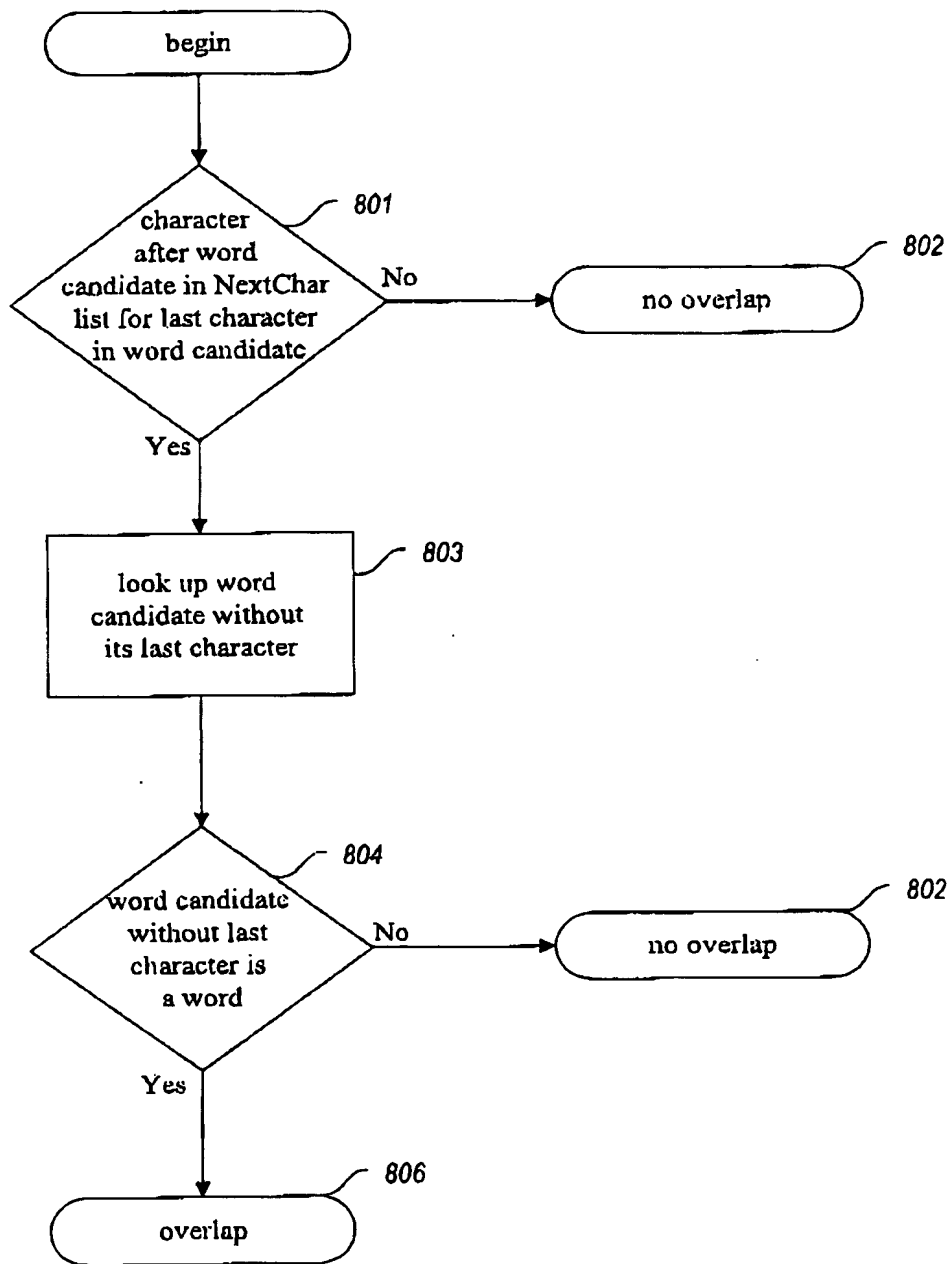 begin
801
character
after word
candidate in NextChar
list for last character
in word candidate
No
802
no overlap
Yes
803
look up word
candidate without
its last character
804
word candidate
without last
character is
a word
No
802
no overlap
Yes
806
overlap